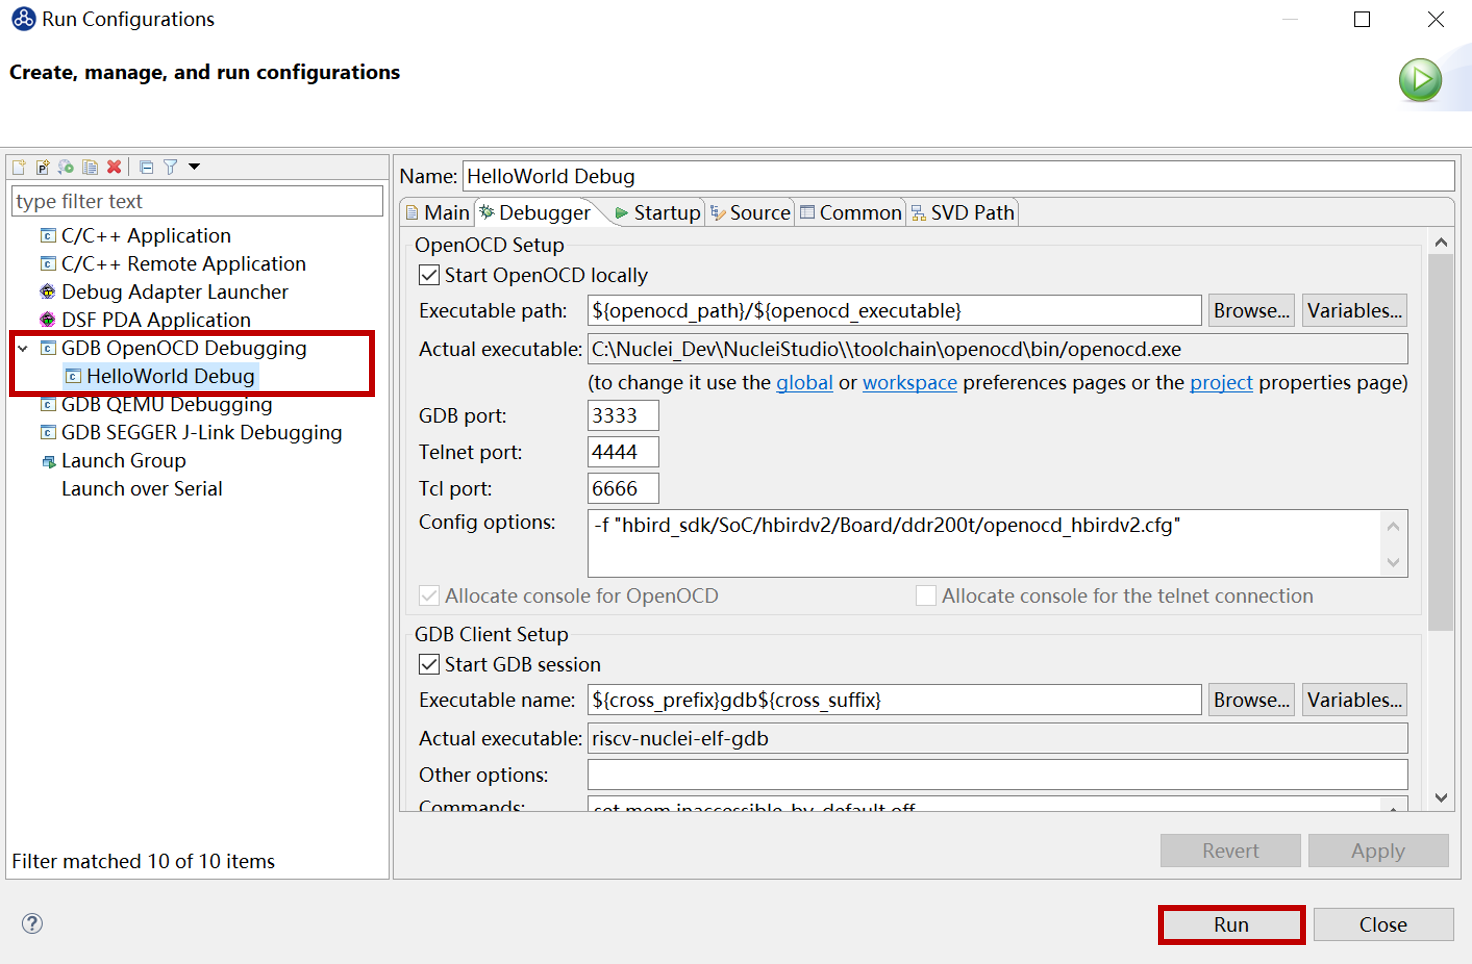 Run Configurations
Create, manage, and run configurations
type filter text
C/C++ Application
C/C++ Remote Application
Debug Adapter Launcher
DSF PDA Application
GDB OpenOCD Debugging
HelloWorld Debug
GDB QEMU Debugging
GDB SEGGER J-Link Debugging
Launch Group
Launch over Serial
Filter matched 10 of 10 items
Name: HelloWorld Debug
Main Debugger Startup Source Common SVD Path
OpenOCD Setup
Start OpenOCD locally
Executable path: ${openocd_path}/${openocd_executable} Browse... Variables...
Actual executable: C:\Nuclei_Dev\NucleiStudio\\toolchain\openocd\bin/openocd.exe
(to change it use the global or workspace preferences pages or the project properties page)
GDB port: 3333
Telnet port: 4444
Tcl port: 6666
Config options: -f "hbird_sdk/SoC/hbirdv2/Board/ddr200t/openocd_hbirdv2.cfg"
Allocate console for OpenOCD Allocate console for the telnet connection
GDB Client Setup
Start GDB session
Executable name: ${cross_prefix}gdb${cross_suffix} Browse... Variables...
Actual executable: riscv-nuclei-elf-gdb
Other options:
Commands: set mem inaccessible-by-default off
Revert Apply
Run Close